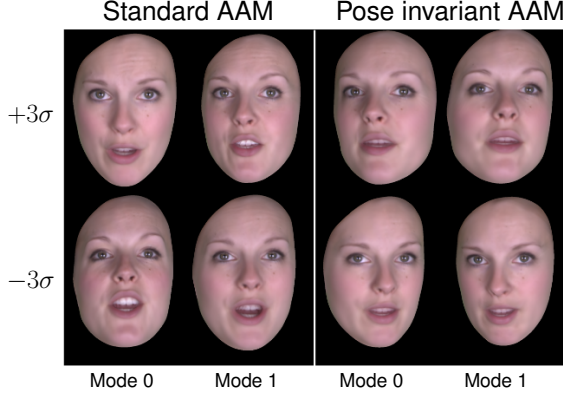 Standard AAM Pose invariant AAM
+3σ
−3σ
Mode 0 Mode 1 Mode 0 Mode 1